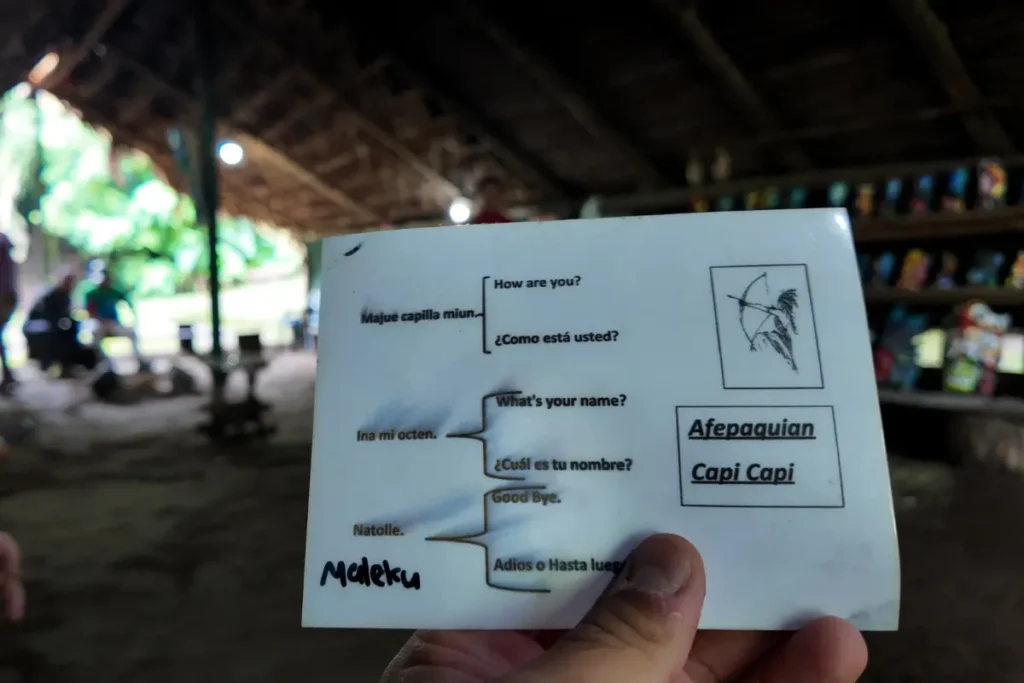 Majue capilla miun.
How are you?
¿Como está usted?
Ina mi octen.
What's your name?
¿Cuál es tu nombre?
Natolle.
Good Bye.
Adios o Hasta
Maleku
Afepaquian
Capi Capi